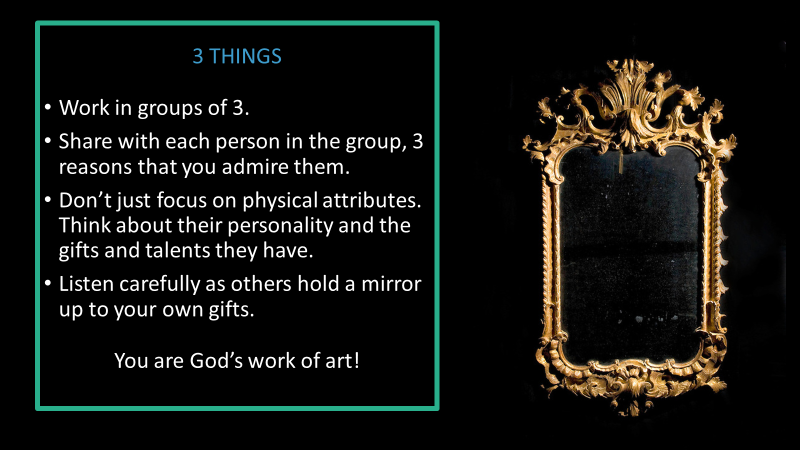 3 THINGS
• Work in groups of 3.
• Share with each person in the group, 3
reasons that you admire them.
• Don’t just focus on physical attributes.
Think about their personality and the
gifts and talents they have.
• Listen carefully as others hold a mirror
up to your own gifts.
You are God’s work of art!